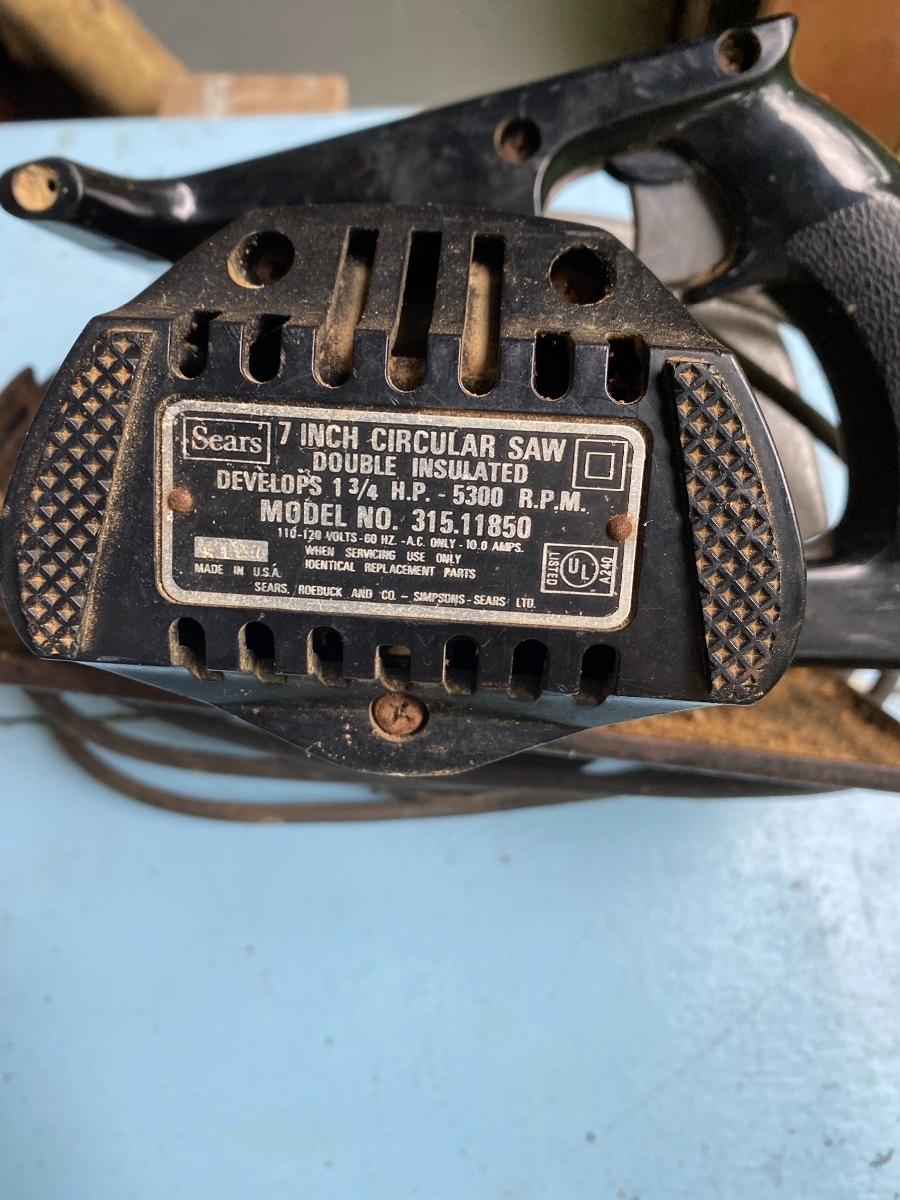 Sears 7 INCH CIRCULAR SAW
DOUBLE INSULATED
DEVELOPS 1 3/4 H.P. - 5300 R.P.M.
MODEL NO. 315.11850
110-120 VOLTS - 60 HZ. - A.C. ONLY - 10.0 AMPS.
WHEN SERVICING USE ONLY
IDENTICAL REPLACEMENT PARTS
MADE IN U.S.A.
LISTED UL A240
SEARS, ROEBUCK AND CO. - SIMPSONS-SEARS LTD.